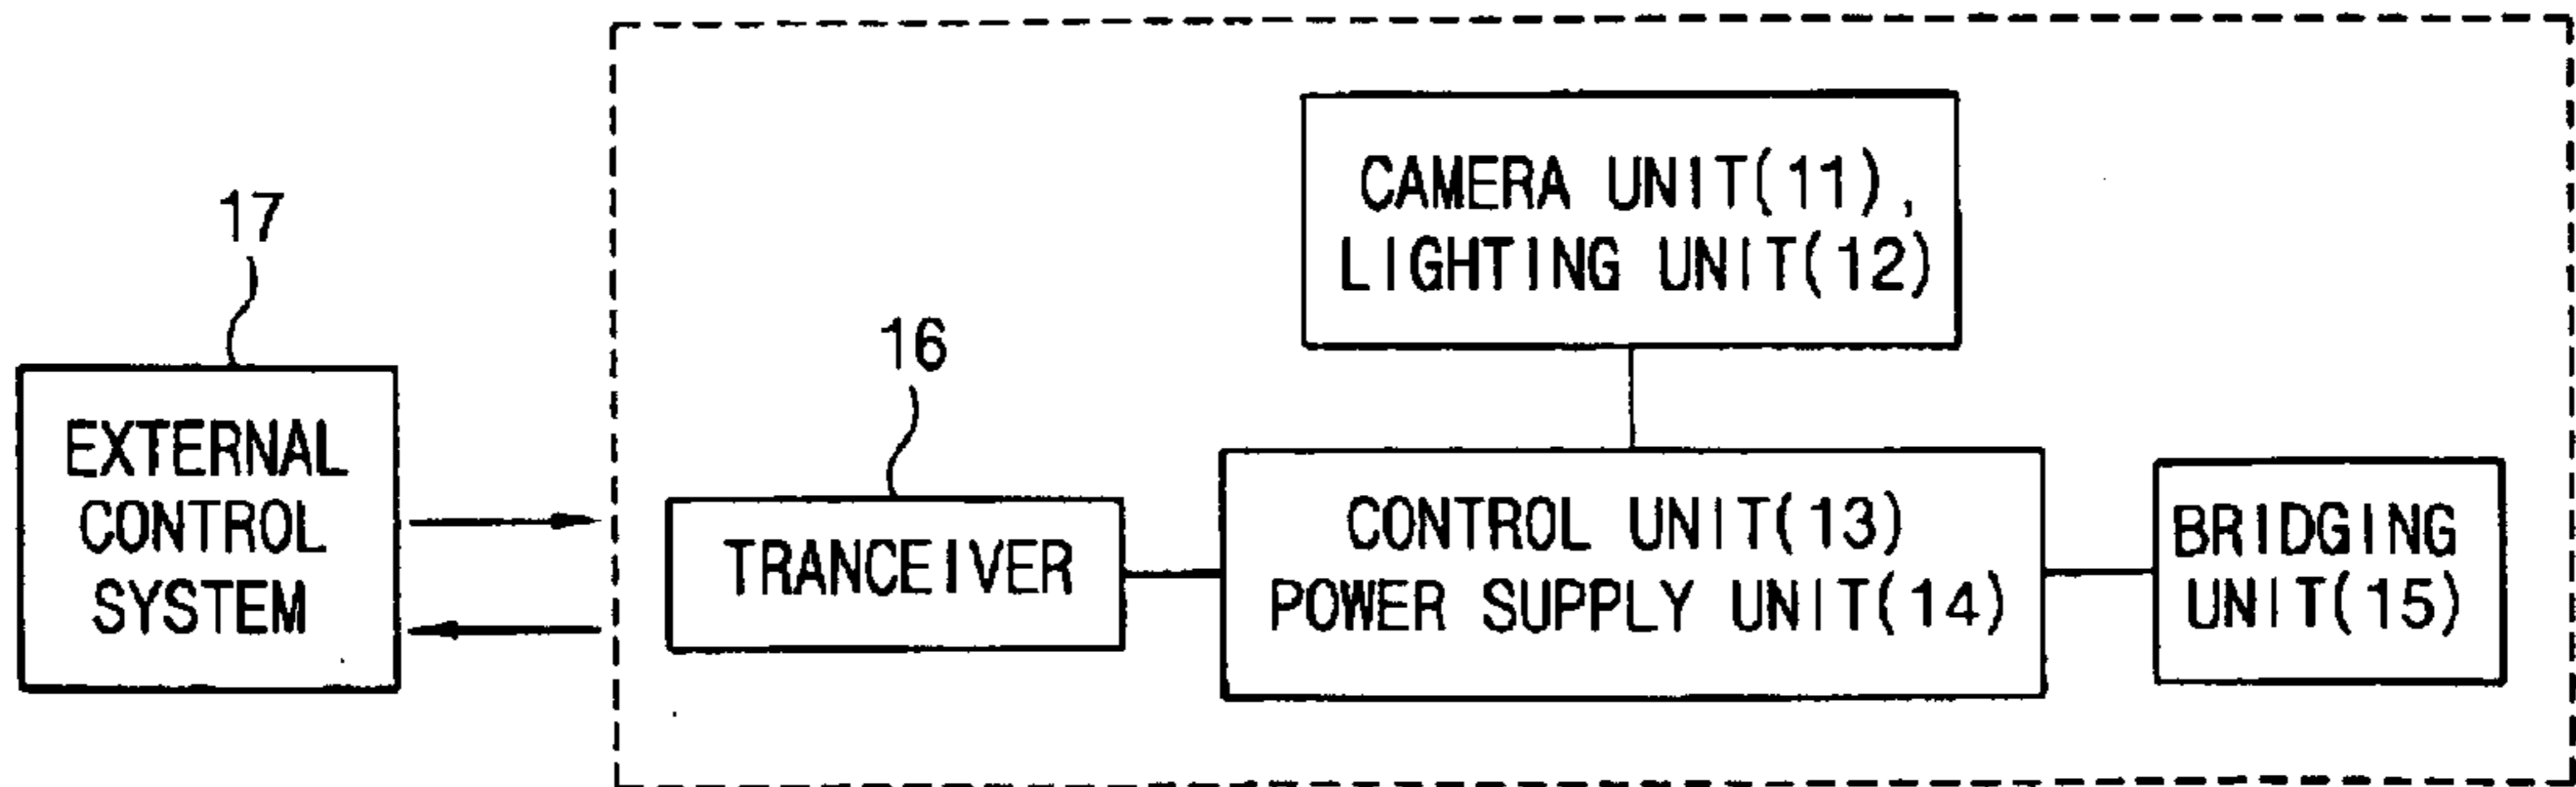 17
EXTERNAL
CONTROL
SYSTEM
16
TRANCEIVER
CAMERA UNIT(11),
LIGHTING UNIT(12)
CONTROL UNIT(13)
POWER SUPPLY UNIT(14)
BRIDGING
UNIT(15)